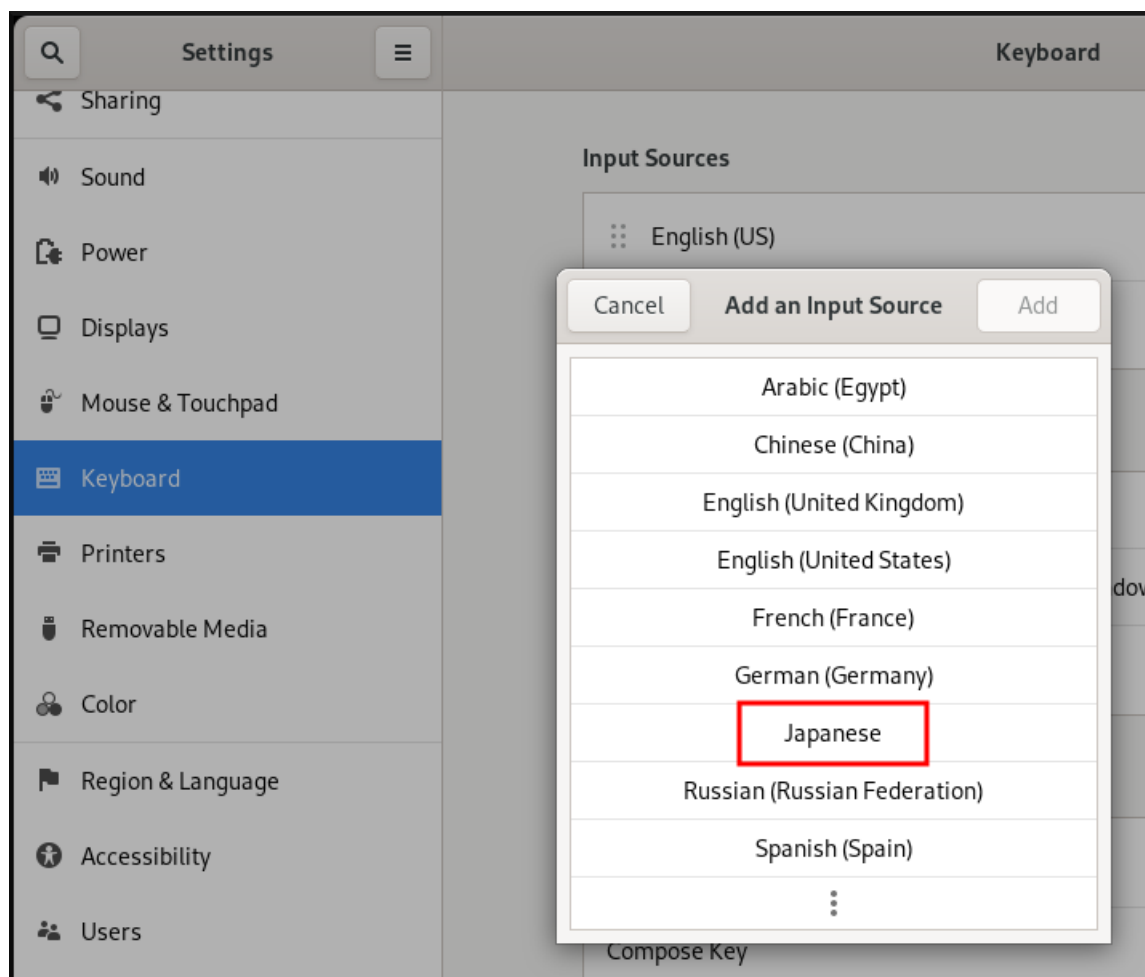 Settings
Keyboard
Sharing
Sound
Power
Displays
Mouse & Touchpad
Keyboard
Printers
Removable Media
Color
Region & Language
Accessibility
Users
Input Sources
English (US)
Cancel Add an Input Source Add
Arabic (Egypt)
Chinese (China)
English (United Kingdom)
English (United States)
French (France)
German (Germany)
Japanese
Russian (Russian Federation)
Spanish (Spain)
Compose Key